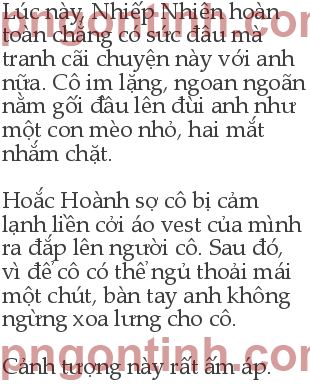 pngontinh.com
Lúc này, Nhiếp Nhiên hoàn
toàn chẳng có sức đâu mà
tranh cãi chuyện này với anh
nữa. Cô im lặng, ngoan ngoãn
nằm gối đầu lên đùi anh như
một con mèo nhỏ, hai mắt
nhắm chặt.
Hoắc Hoành sợ cô bị cảm
lạnh liền cởi áo vest của mình
ra đắp lên người cô. Sau đó,
vì để cô có thể ngủ thoải mái
một chút, bàn tay anh không
ngừng xoa lưng cho cô.
pngontinh.com
Cảnh tượng này rất ấm áp.